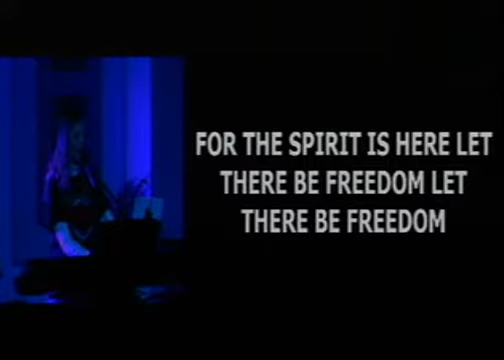 FOR THE SPIRIT IS HERE LET
THERE BE FREEDOM LET
THERE BE FREEDOM